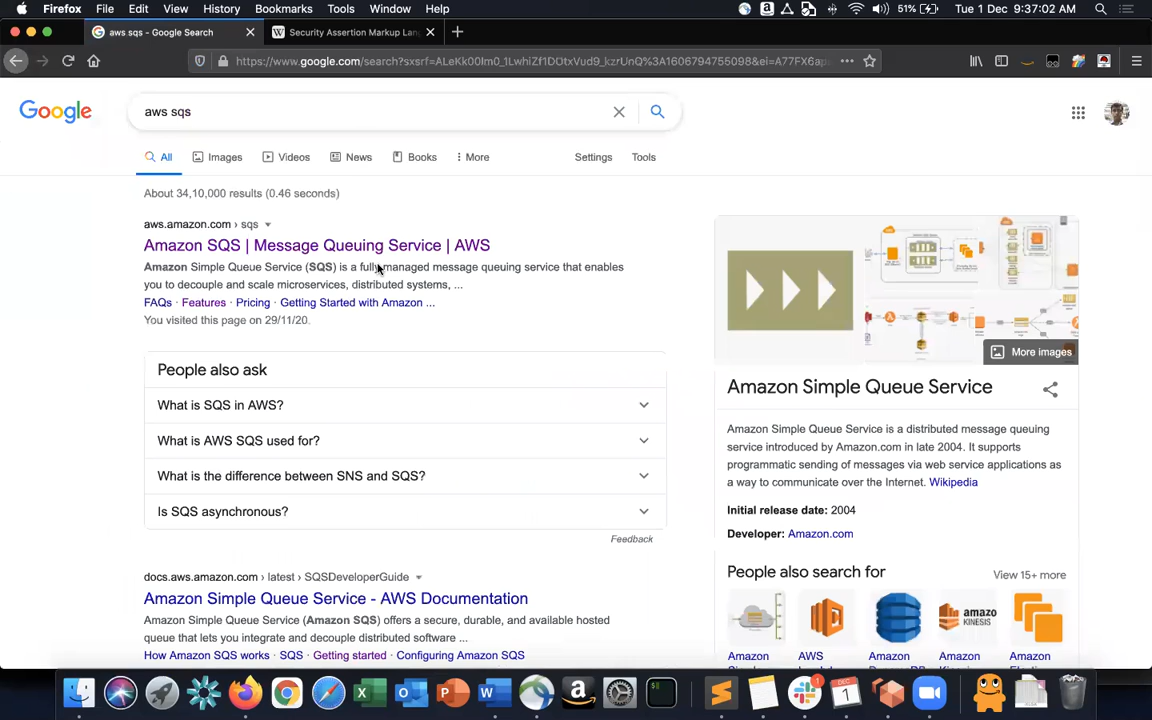 Firefox File Edit View History Bookmarks Tools Window Help 51% Tue 1 Dec 9:37:02 AM
aws sqs - Google Search Security Assertion Markup Lan
https://www.google.com/search?sxsrf=
Google
aws sqs
All Images Videos News Books More Settings Tools
About 34,10,000 results (0.46 seconds)
aws.amazon.com › sqs
Amazon SQS | Message Queuing Service | AWS
Amazon Simple Queue Service (SQS) is a fully managed message queuing service that enables
you to decouple and scale microservices, distributed systems, ...
FAQs · Features · Pricing · Getting Started with Amazon ...
You visited this page on 29/11/20.
People also ask
What is SQS in AWS?
What is AWS SQS used for?
What is the difference between SNS and SQS?
Is SQS asynchronous?
Feedback
docs.aws.amazon.com › latest › SQSDeveloperGuide
Amazon Simple Queue Service - AWS Documentation
Amazon Simple Queue Service (Amazon SQS) offers a secure, durable, and available hosted
queue that lets you integrate and decouple distributed software ...
How Amazon SQS works · SQS · Getting started · Configuring Amazon SQS
More images
Amazon Simple Queue Service
Amazon Simple Queue Service is a distributed message queuing
service introduced by Amazon.com in late 2004. It supports
programmatic sending of messages via web service applications as
a way to communicate over the Internet. Wikipedia
Initial release date: 2004
Developer: Amazon.com
People also search for View 15+ more
amazon
KINESIS
Amazon AWS Amazon Amazon Amazon